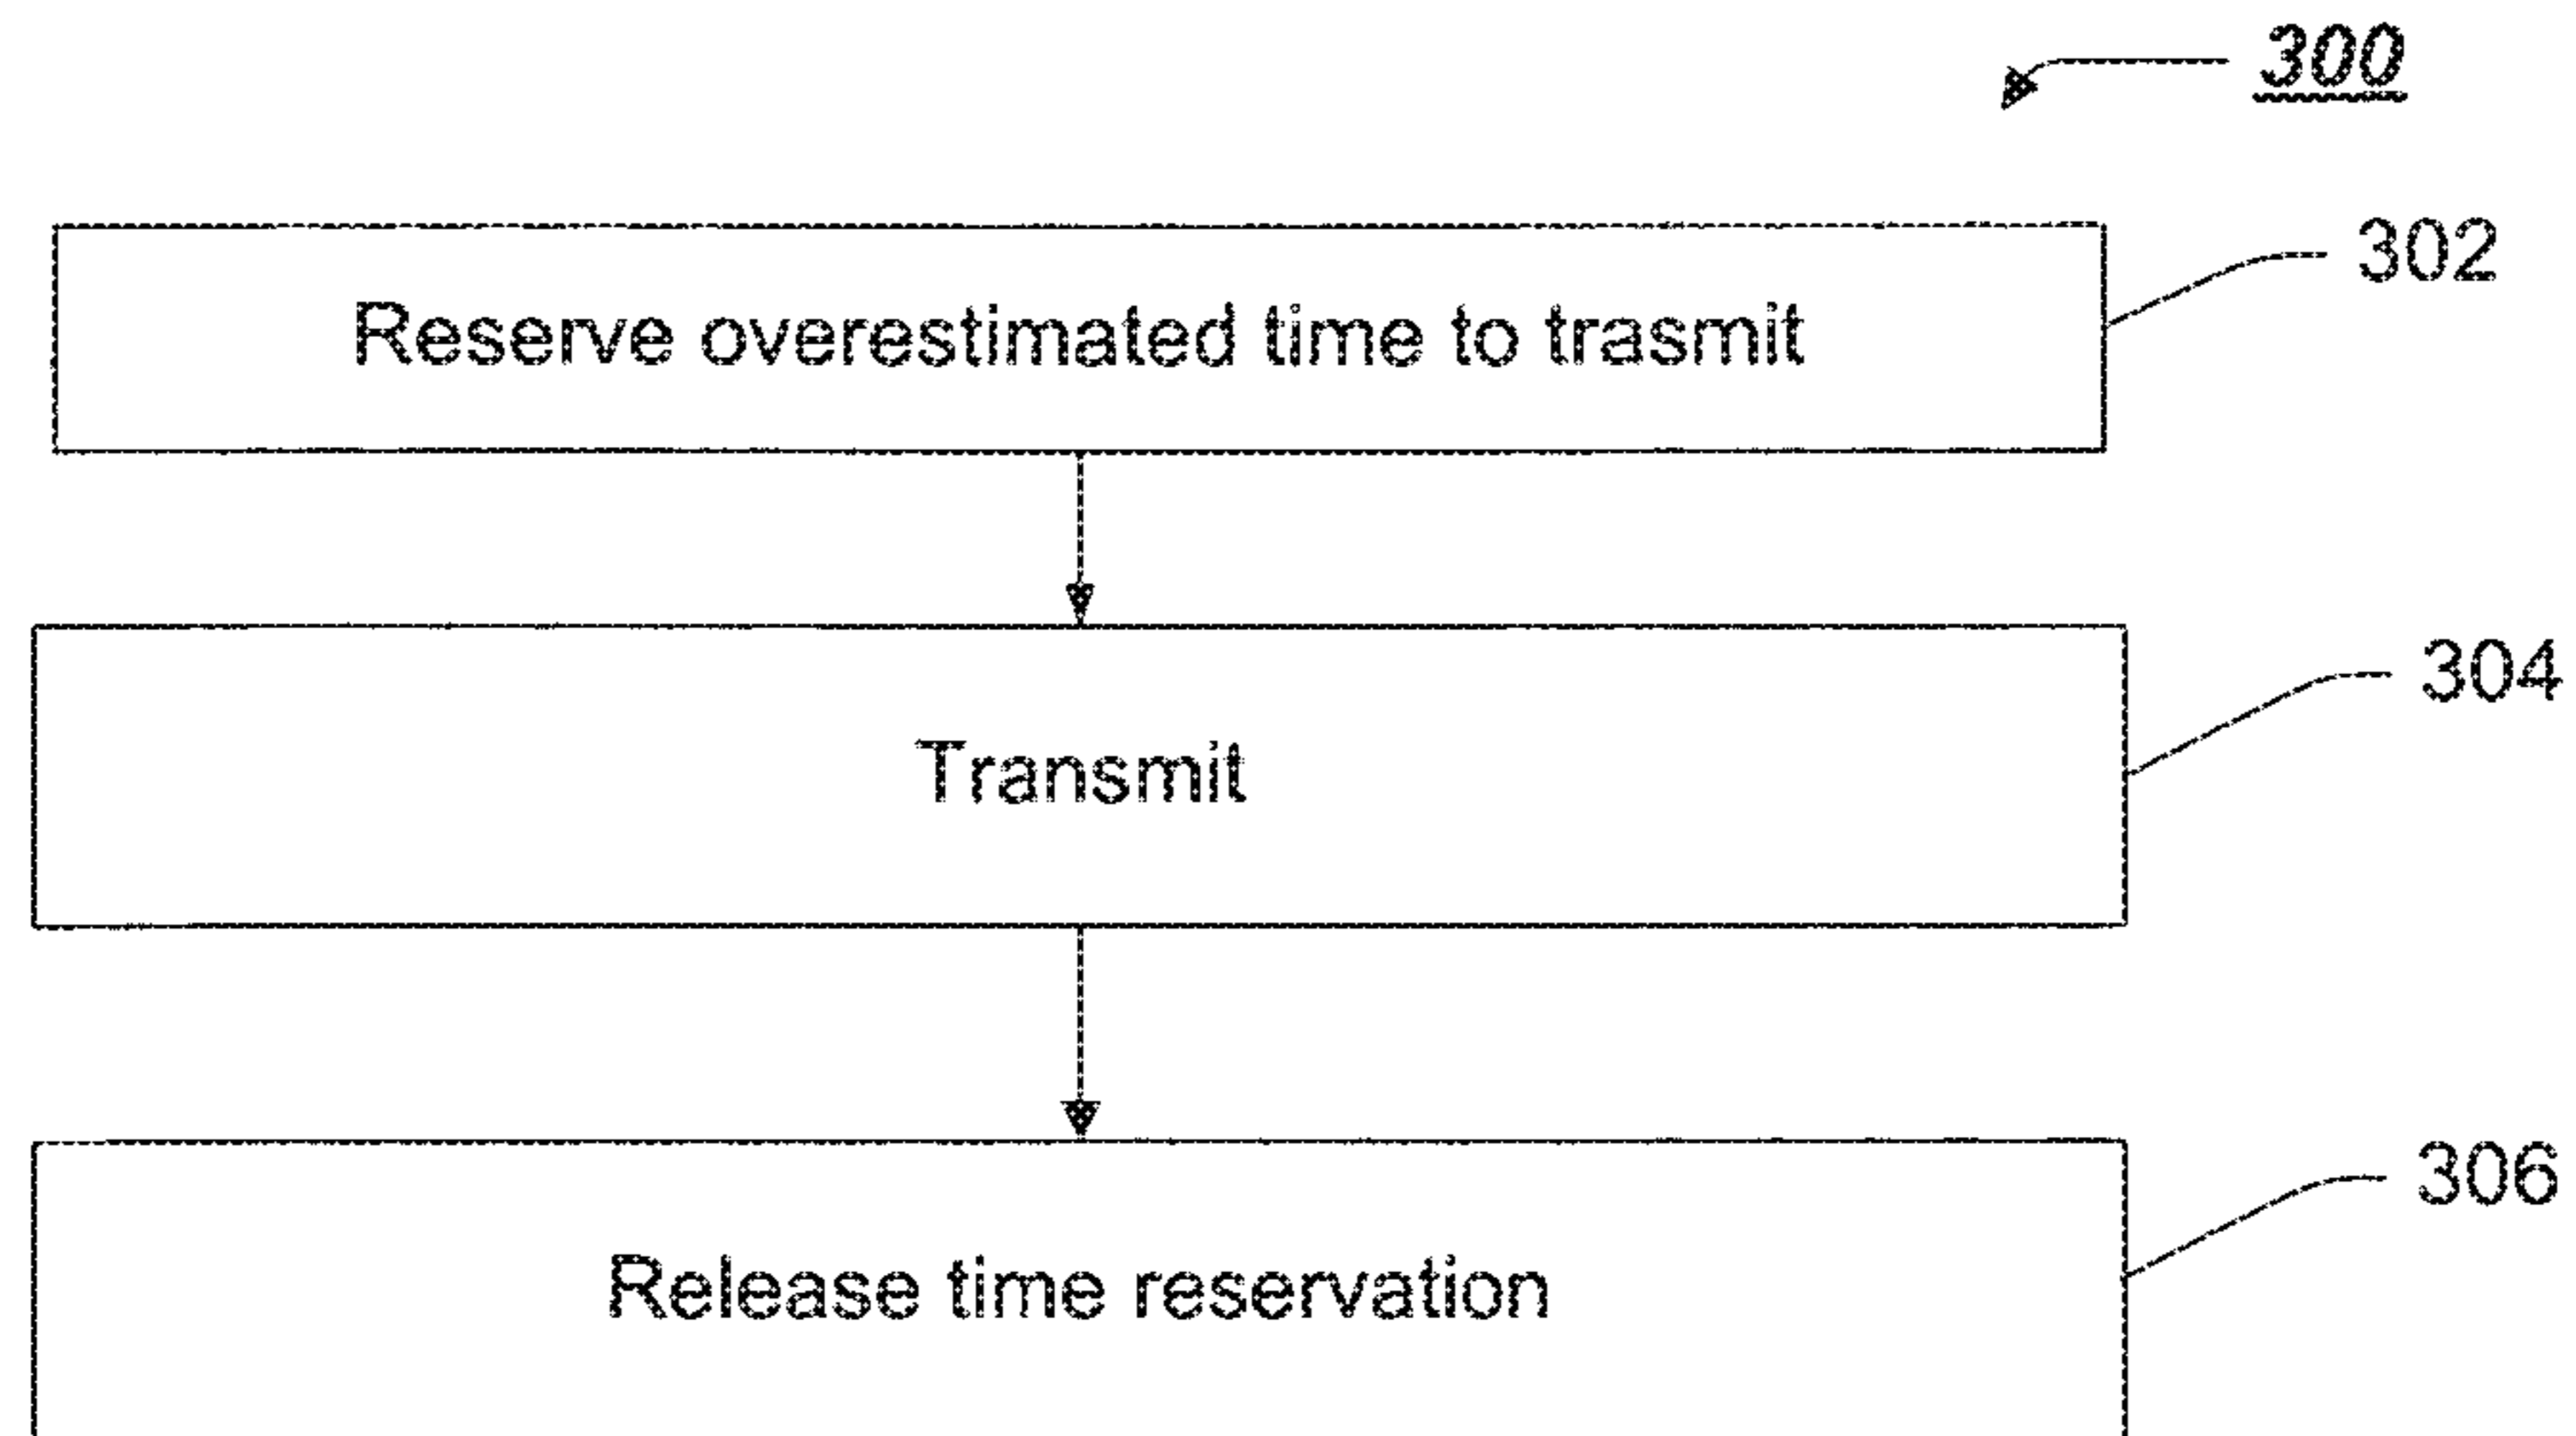 300
302
Reserve overestimated time to trasmit
304
Transmit
306
Release time reservation